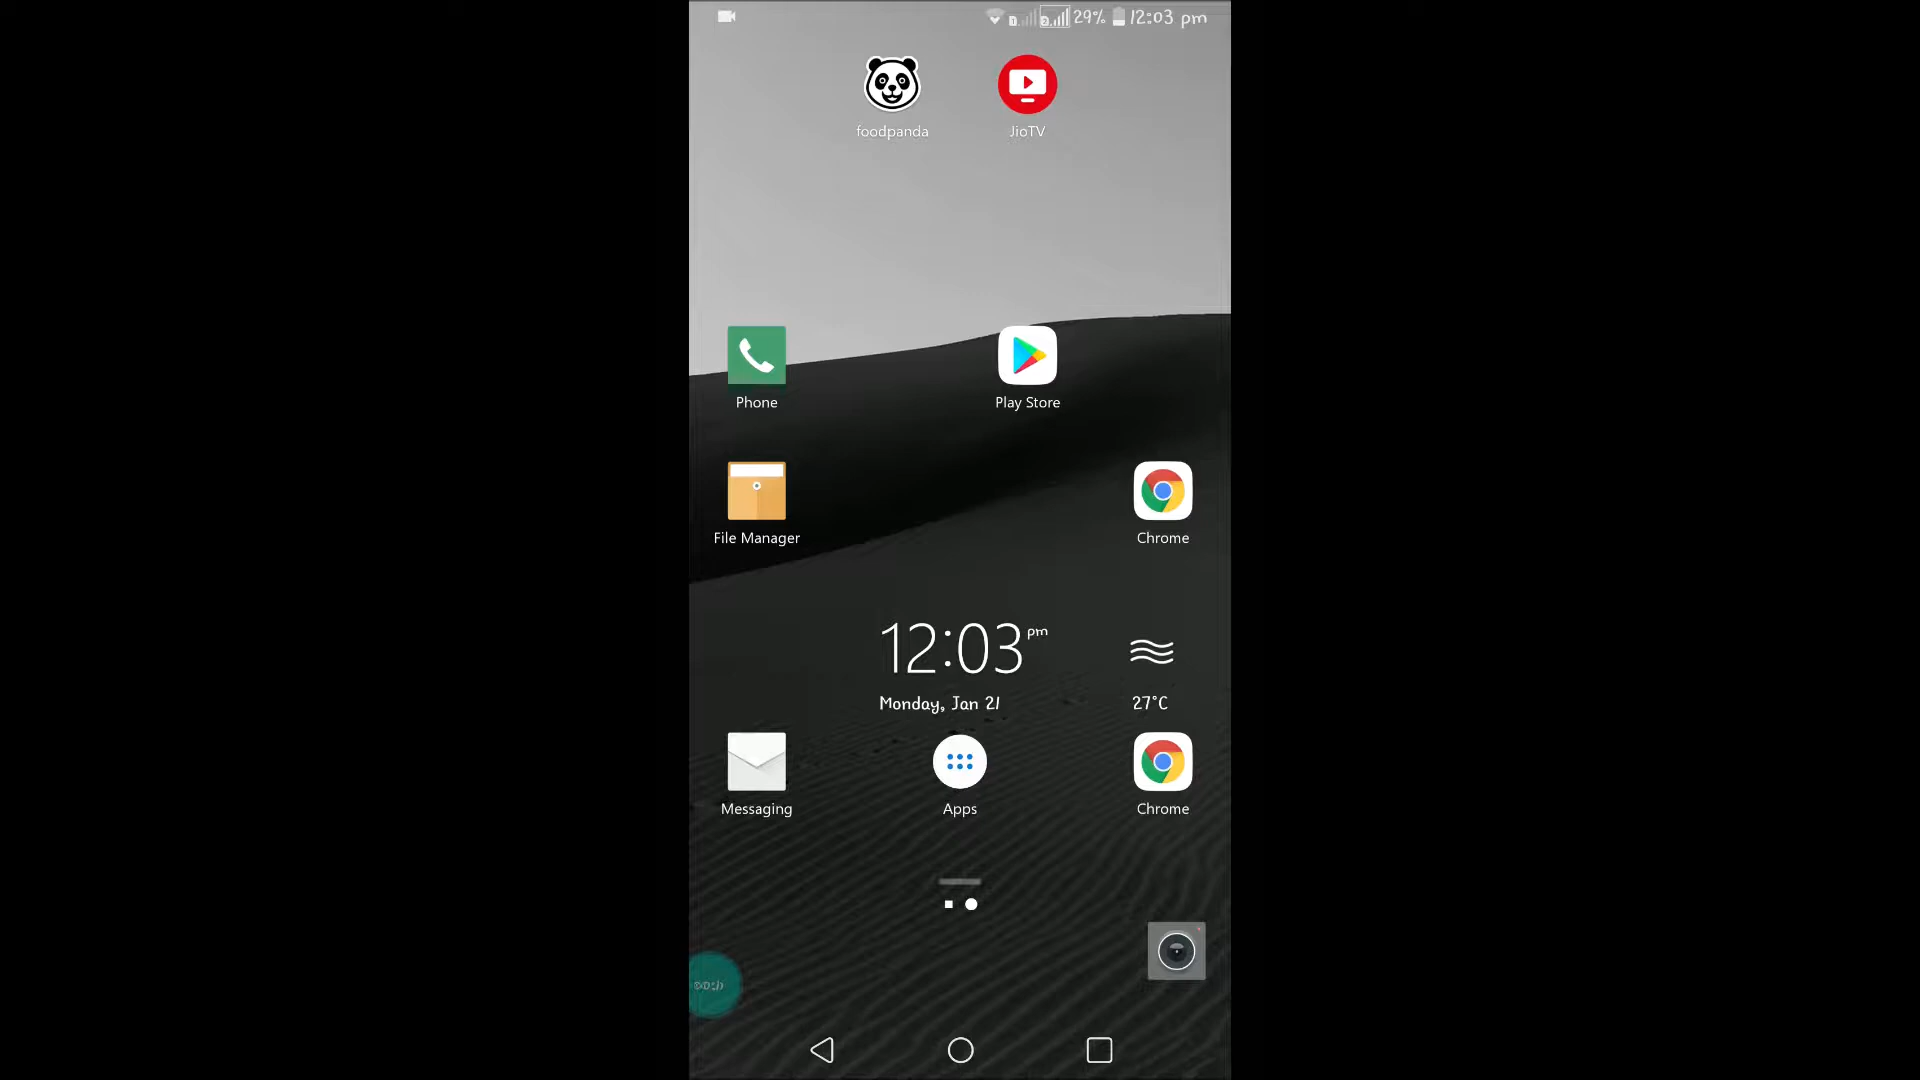 29% 12:03 pm
foodpanda JioTV
Phone Play Store
File Manager Chrome
12:03 pm
Monday, Jan 21 27°C
Messaging Apps Chrome